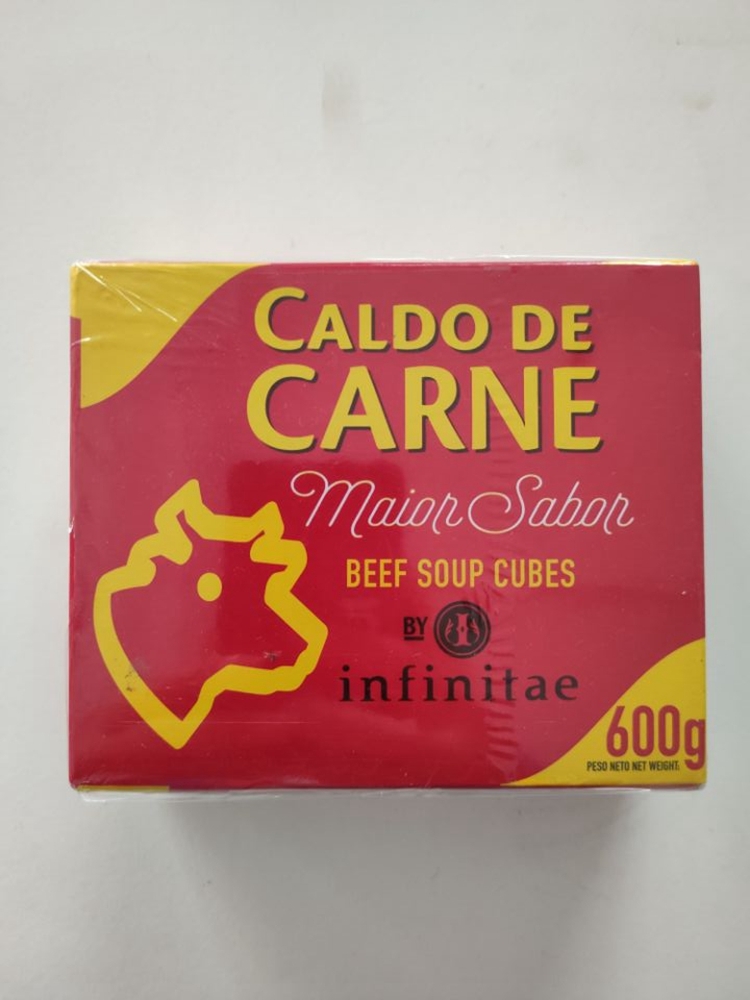 CALDO DE
CARNE
Maior Sabor
BEEF SOUP CUBES
BY
infinitae
600g
PESO NETO NET WEIGHT: